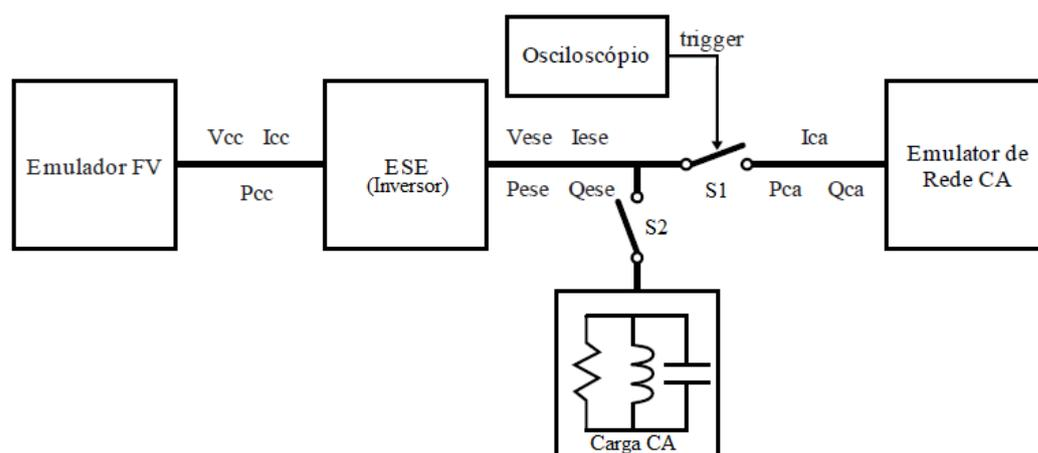 Osciloscópio
trigger
Emulador FV
Vcc Icc
Pcc
ESE
(Inversor)
Vese Iese
Pese Qese
S1
Ica
Pca Qca
Emulator de
Rede CA
S2
Carga CA